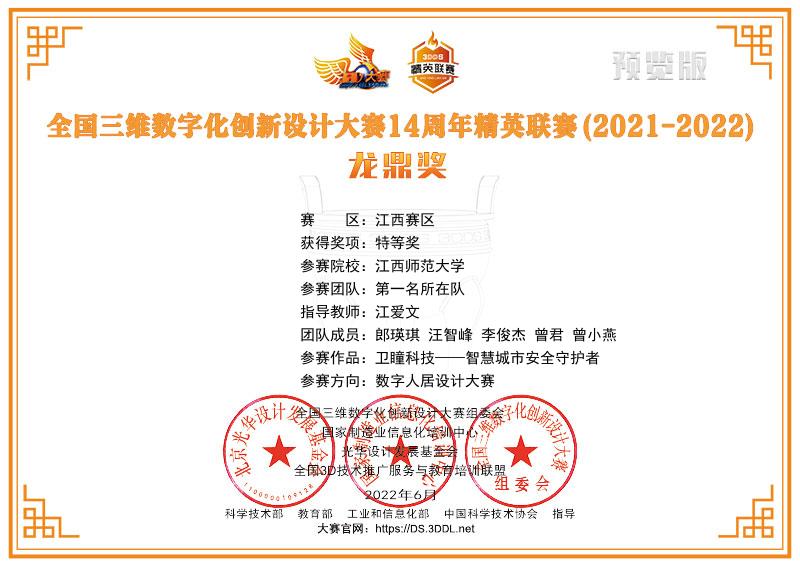 3DDS
精英联赛
预览版
全国三维数字化创新设计大赛14周年精英联赛(2021-2022)
龙鼎奖
赛 区：江西赛区
获得奖项：特等奖
参赛院校：江西师范大学
参赛团队：第一名所在队
指导教师：江爱文
团队成员：郎瑛琪 汪智峰 李俊杰 曾君 曾小燕
参赛作品：卫瞳科技——智慧城市安全守护者
参赛方向：数字人居设计大赛
全国三维数字化创新设计大赛组委会
国家制造业信息化培训中心
光华设计发展基金会
全国3D技术推广服务与教育培训联盟
2022年6月
北京光华设计发展基金会
国家制造业信息化培训中心
全国三维数字化创新设计大赛
组委会
科学技术部 教育部 工业和信息化部 中国科学技术协会 指导
大赛官网：https://DS.3DDL.net